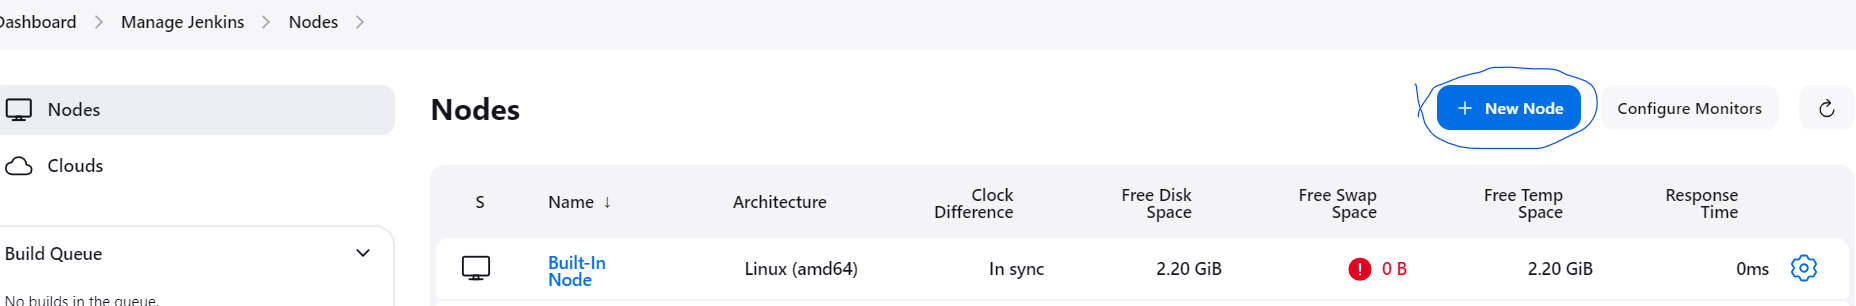 Dashboard > Manage Jenkins > Nodes >
Nodes
Clouds
Build Queue
No builds in the queue.
Nodes
+ New Node
Configure Monitors
S Name ↓ Architecture Clock Difference Free Disk Space Free Swap Space Free Temp Space Response Time
Built-In Node Linux (amd64) In sync 2.20 GiB 0 B 2.20 GiB 0ms